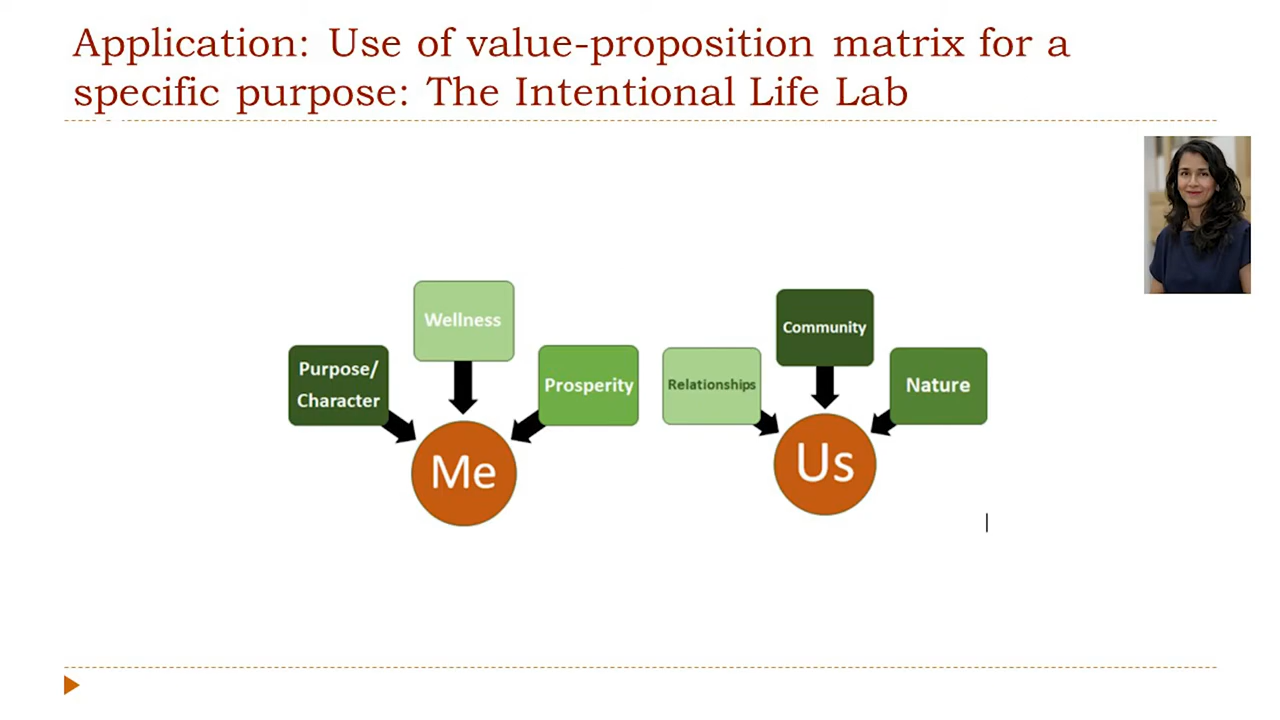 Application: Use of value-proposition matrix for a
specific purpose: The Intentional Life Lab
Wellness
Purpose/
Character
Prosperity
Me
Community
Relationships
Nature
Us